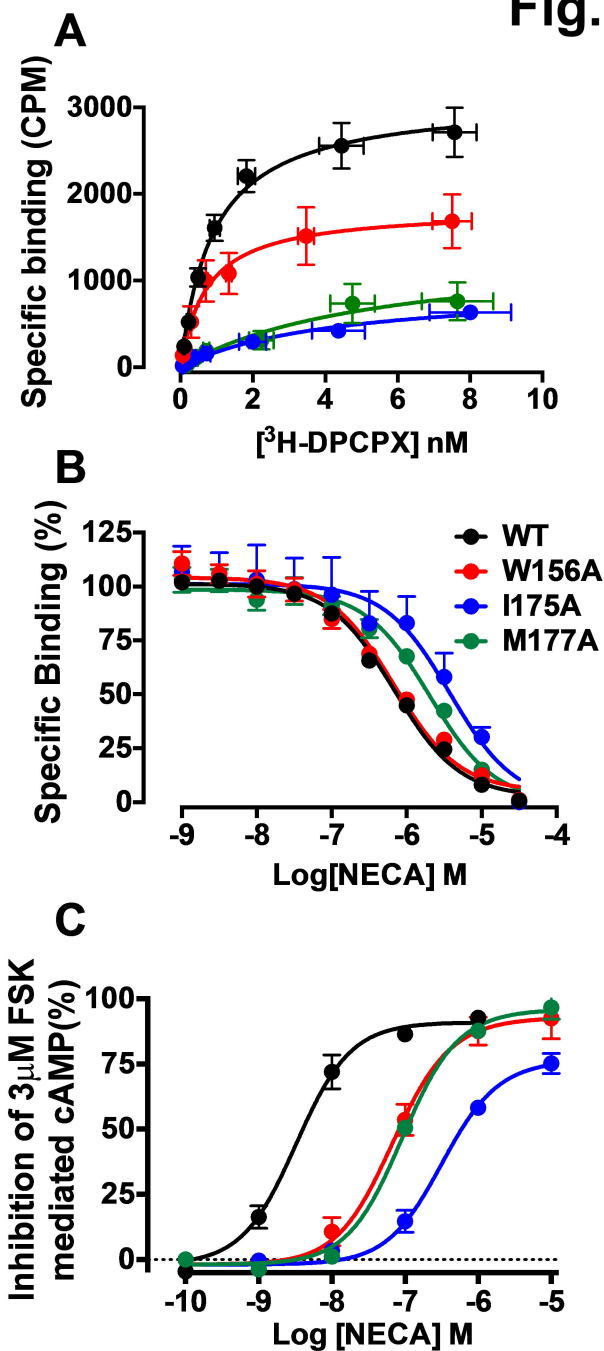 Fig.
A
Specific binding (CPM)
3000
2000
1000
0
0 2 4 6 8 10
[³H-DPCPX] nM
B
Specific Binding (%)
125
100
75
50
25
0
WT
W156A
I175A
M177A
-9 -8 -7 -6 -5 -4
Log[NECA] M
C
Inhibition of 3μM FSK
mediated cAMP(%)
100
75
50
25
0
-10 -9 -8 -7 -6 -5
Log [NECA] M